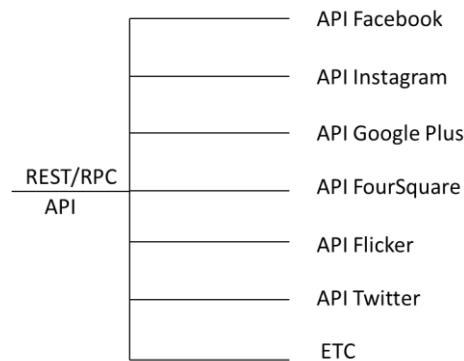 API Facebook
API Instagram
API Google Plus
REST/RPC
API FourSquare
API
API Flicker
API Twitter
ETC